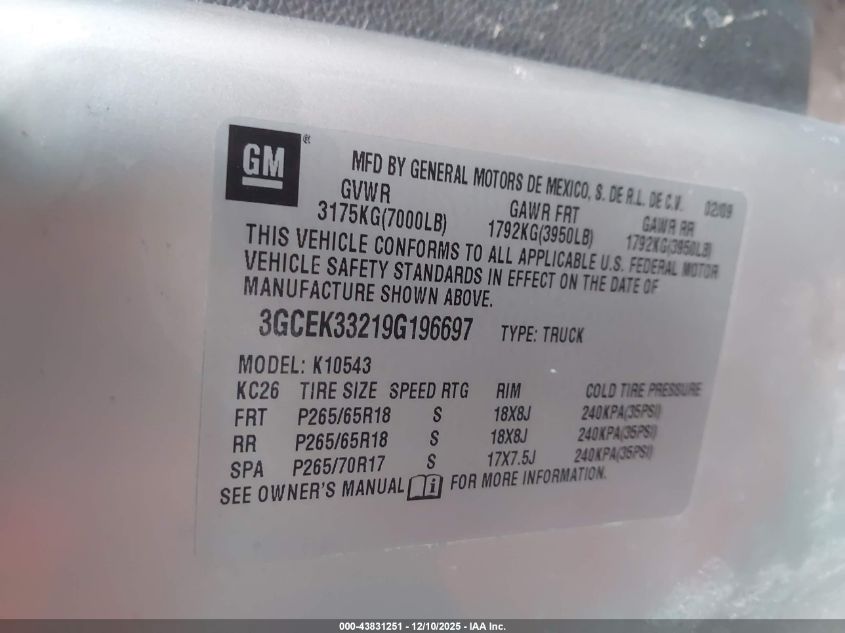 GM ® MFD BY GENERAL MOTORS DE MEXICO, S. DE R.L. DE C.V. 02/09
GVWR GAWR FRT GAWR RR
3175KG(7000LB) 1792KG(3950LB) 1792KG(3950LB)
THIS VEHICLE CONFORMS TO ALL APPLICABLE U.S. FEDERAL MOTOR
VEHICLE SAFETY STANDARDS IN EFFECT ON THE DATE OF
MANUFACTURE SHOWN ABOVE.
3GCEK33219G196697 TYPE: TRUCK
MODEL: K10543
KC26 TIRE SIZE SPEED RTG RIM COLD TIRE PRESSURE
FRT P265/65R18 S 18X8J 240KPA(35PSI)
RR P265/65R18 S 18X8J 240KPA(35PSI)
SPA P265/70R17 S 17X7.5J 240KPA(35PSI)
SEE OWNER'S MANUAL i FOR MORE INFORMATION.
000-43831251 - 12/10/2025 - IAA Inc.